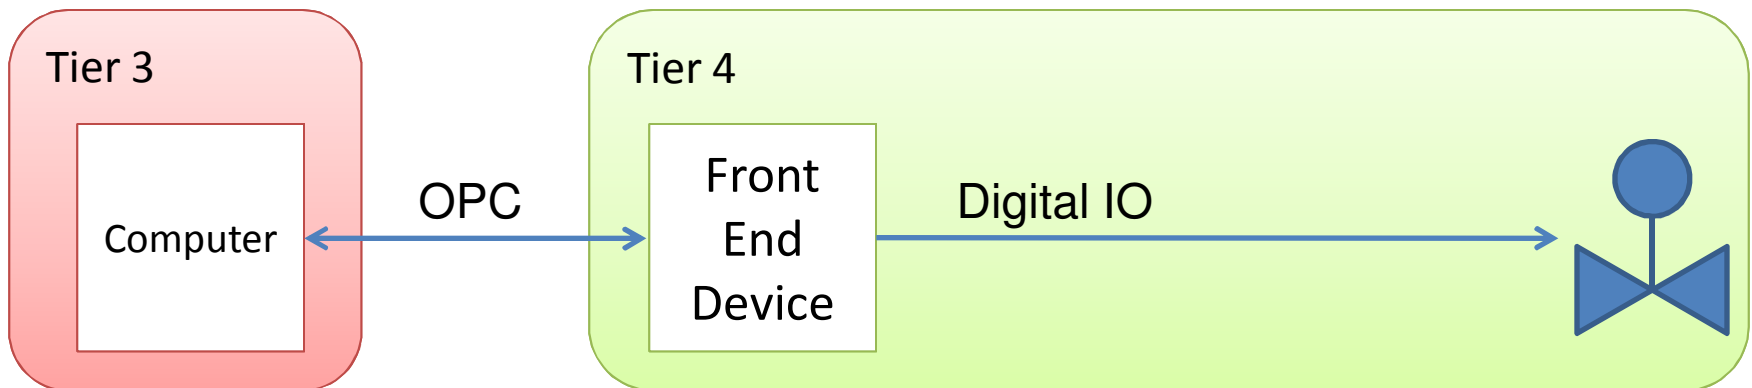 Tier 3
Computer
OPC
Tier 4
Front
End
Device
Digital IO